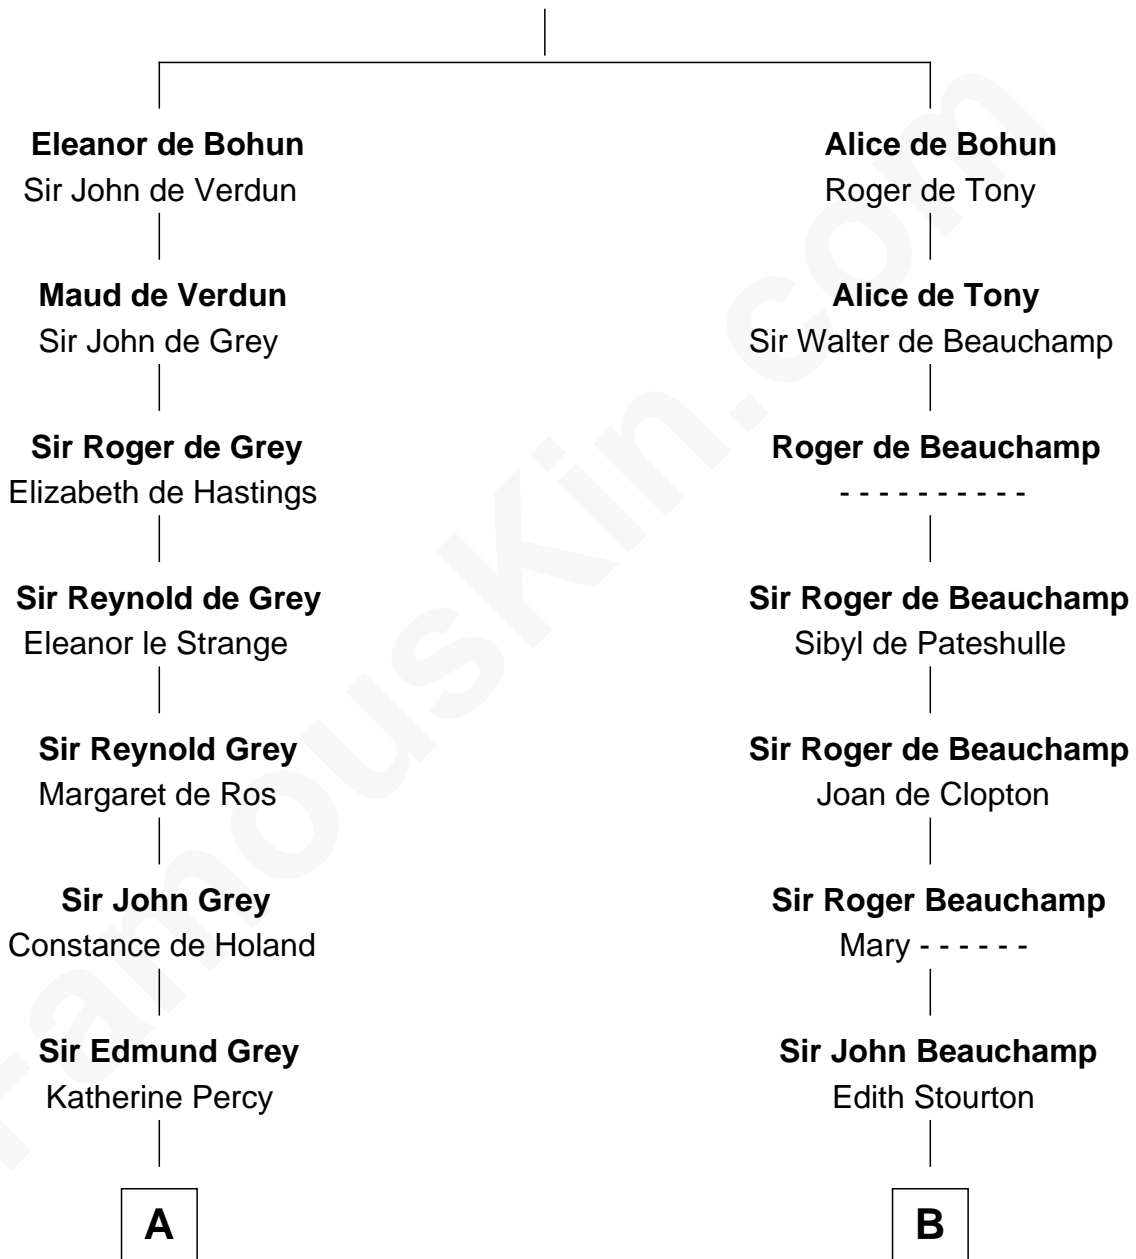 Eleanor de Bohun
Sir John de Verdun
Maud de Verdun
Sir John de Grey
Sir Roger de Grey
Elizabeth de Hastings
Sir Reynold de Grey
Eleanor le Strange
Sir Reynold Grey
Margaret de Ros
Sir John Grey
Constance de Holand
Sir Edmund Grey
Katherine Percy
A
Alice de Bohun
Roger de Tony
Alice de Tony
Sir Walter de Beauchamp
Roger de Beauchamp
- - - - - - - - - -
Sir Roger de Beauchamp
Sibyl de Pateshulle
Sir Roger de Beauchamp
Joan de Clopton
Sir Roger Beauchamp
Mary - - - - - -
Sir John Beauchamp
Edith Stourton
B
FamousKin.com